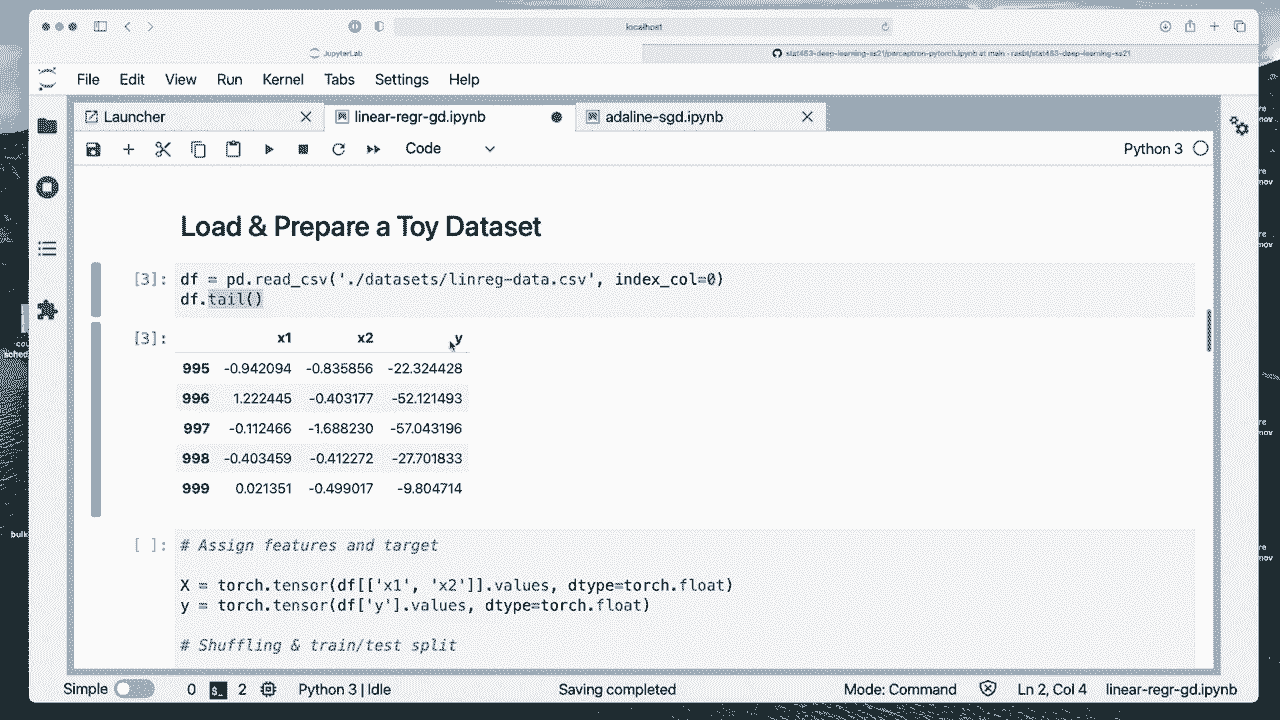 localhost
JupyterLab
stat453-deep-learning-ss21/perceptron-pytorch.ipynb at main · rasbt/stat453-deep-learning-ss21
File Edit View Run Kernel Tabs Settings Help
Launcher linear-regr-gd.ipynb adaline-sgd.ipynb
Code Python 3
Load & Prepare a Toy Dataset
[3]: df = pd.read_csv('./datasets/linreg-data.csv', index_col=0)
df.tail()
[3]: x1 x2 y
995 -0.942094 -0.835856 -22.324428
996 1.222445 -0.403177 -52.121493
997 -0.112466 -1.688230 -57.043196
998 -0.403459 -0.412272 -27.701833
999 0.021351 -0.499017 -9.804714
[ ]: # Assign features and target
X = torch.tensor(df[['x1', 'x2']].values, dtype=torch.float)
y = torch.tensor(df['y'].values, dtype=torch.float)
# Shuffling & train/test split
Simple 0 $_ 2 Python 3 | Idle Saving completed Mode: Command Ln 2, Col 4 linear-regr-gd.ipynb